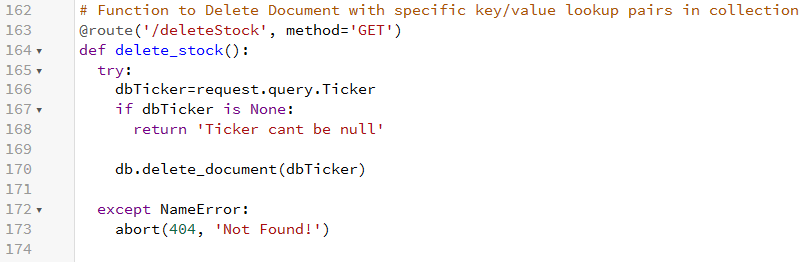 162 # Function to Delete Document with specific key/value lookup pairs in collection
163 @route('/deleteStock', method='GET')
164 def delete_stock():
165 try:
166 dbTicker=request.query.Ticker
167 if dbTicker is None:
168 return 'Ticker cant be null'
169
170 db.delete_document(dbTicker)
171
172 except NameError:
173 abort(404, 'Not Found!')
174